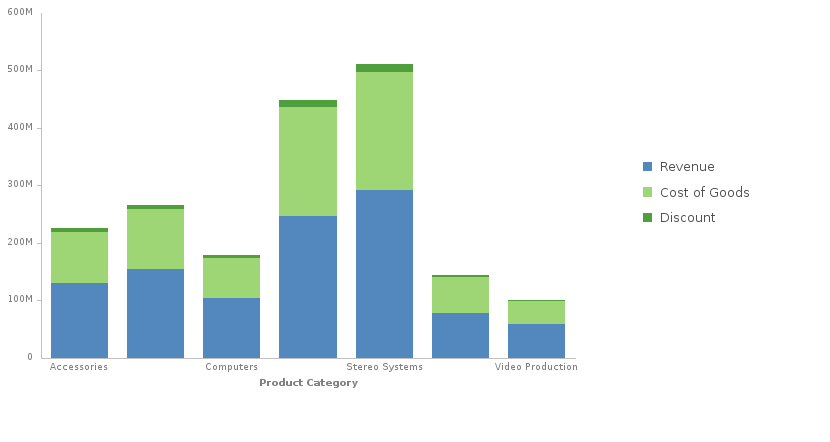 600M
500M
400M
300M
200M
100M
0
Accessories Computers Stereo Systems Video Production
Product Category
Revenue
Cost of Goods
Discount